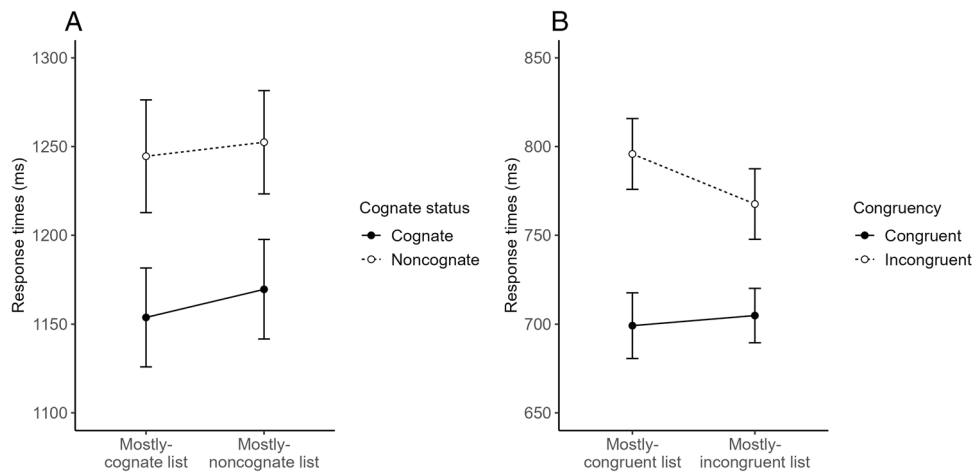 A
Response times (ms)
1300
1250
1200
1150
1100
Mostly-
cognate list
Mostly-
noncognate list
Cognate status
Cognate
Noncognate
B
Response times (ms)
850
800
750
700
650
Mostly-
congruent list
Mostly-
incongruent list
Congruency
Congruent
Incongruent